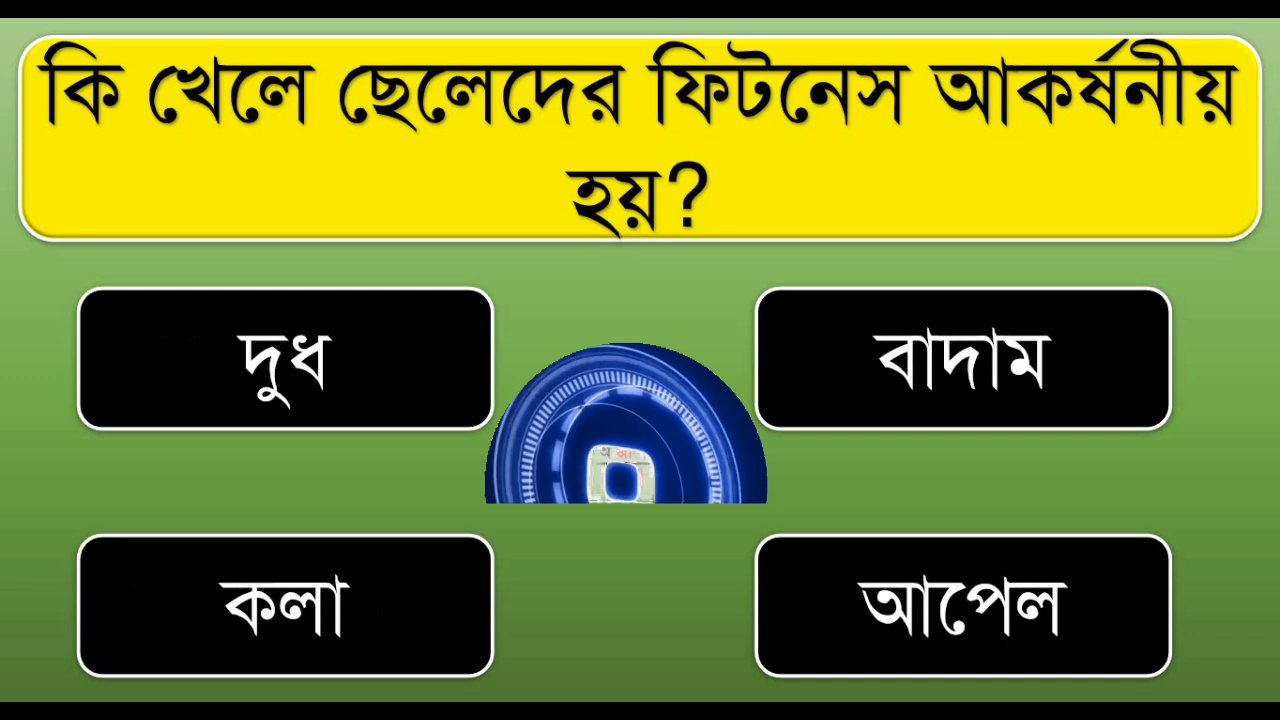 কি খেলে ছেলেদের ফিটনেস আকর্ষনীয়
হয়?
দুধ
বাদাম
কলা
আপেল